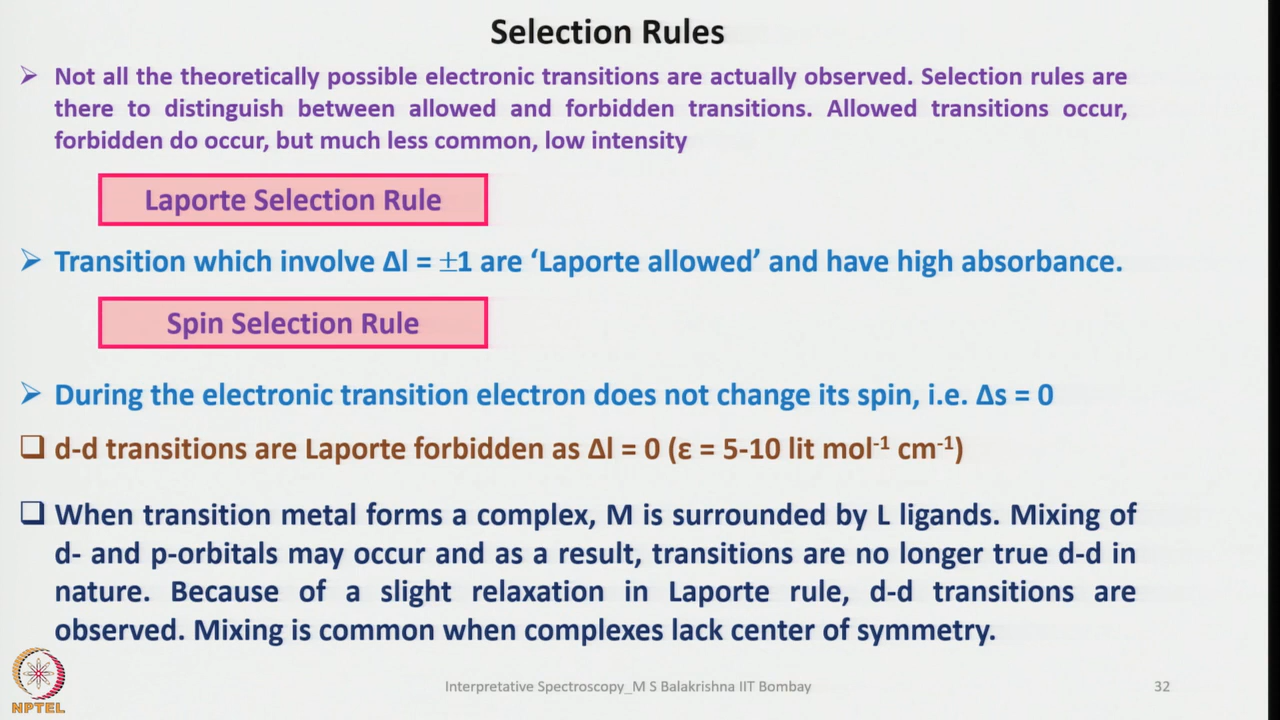 Selection Rules
➢ Not all the theoretically possible electronic transitions are actually observed. Selection rules are
there to distinguish between allowed and forbidden transitions. Allowed transitions occur,
forbidden do occur, but much less common, low intensity
Laporte Selection Rule
➢ Transition which involve Δl = ±1 are ‘Laporte allowed’ and have high absorbance.
Spin Selection Rule
➢ During the electronic transition electron does not change its spin, i.e. Δs = 0
❑ d-d transitions are Laporte forbidden as Δl = 0 (ε = 5-10 lit mol⁻¹ cm⁻¹)
❑ When transition metal forms a complex, M is surrounded by L ligands. Mixing of
d- and p-orbitals may occur and as a result, transitions are no longer true d-d in
nature. Because of a slight relaxation in Laporte rule, d-d transitions are
observed. Mixing is common when complexes lack center of symmetry.
Interpretative Spectroscopy_M S Balakrishna IIT Bombay
32
NPTEL